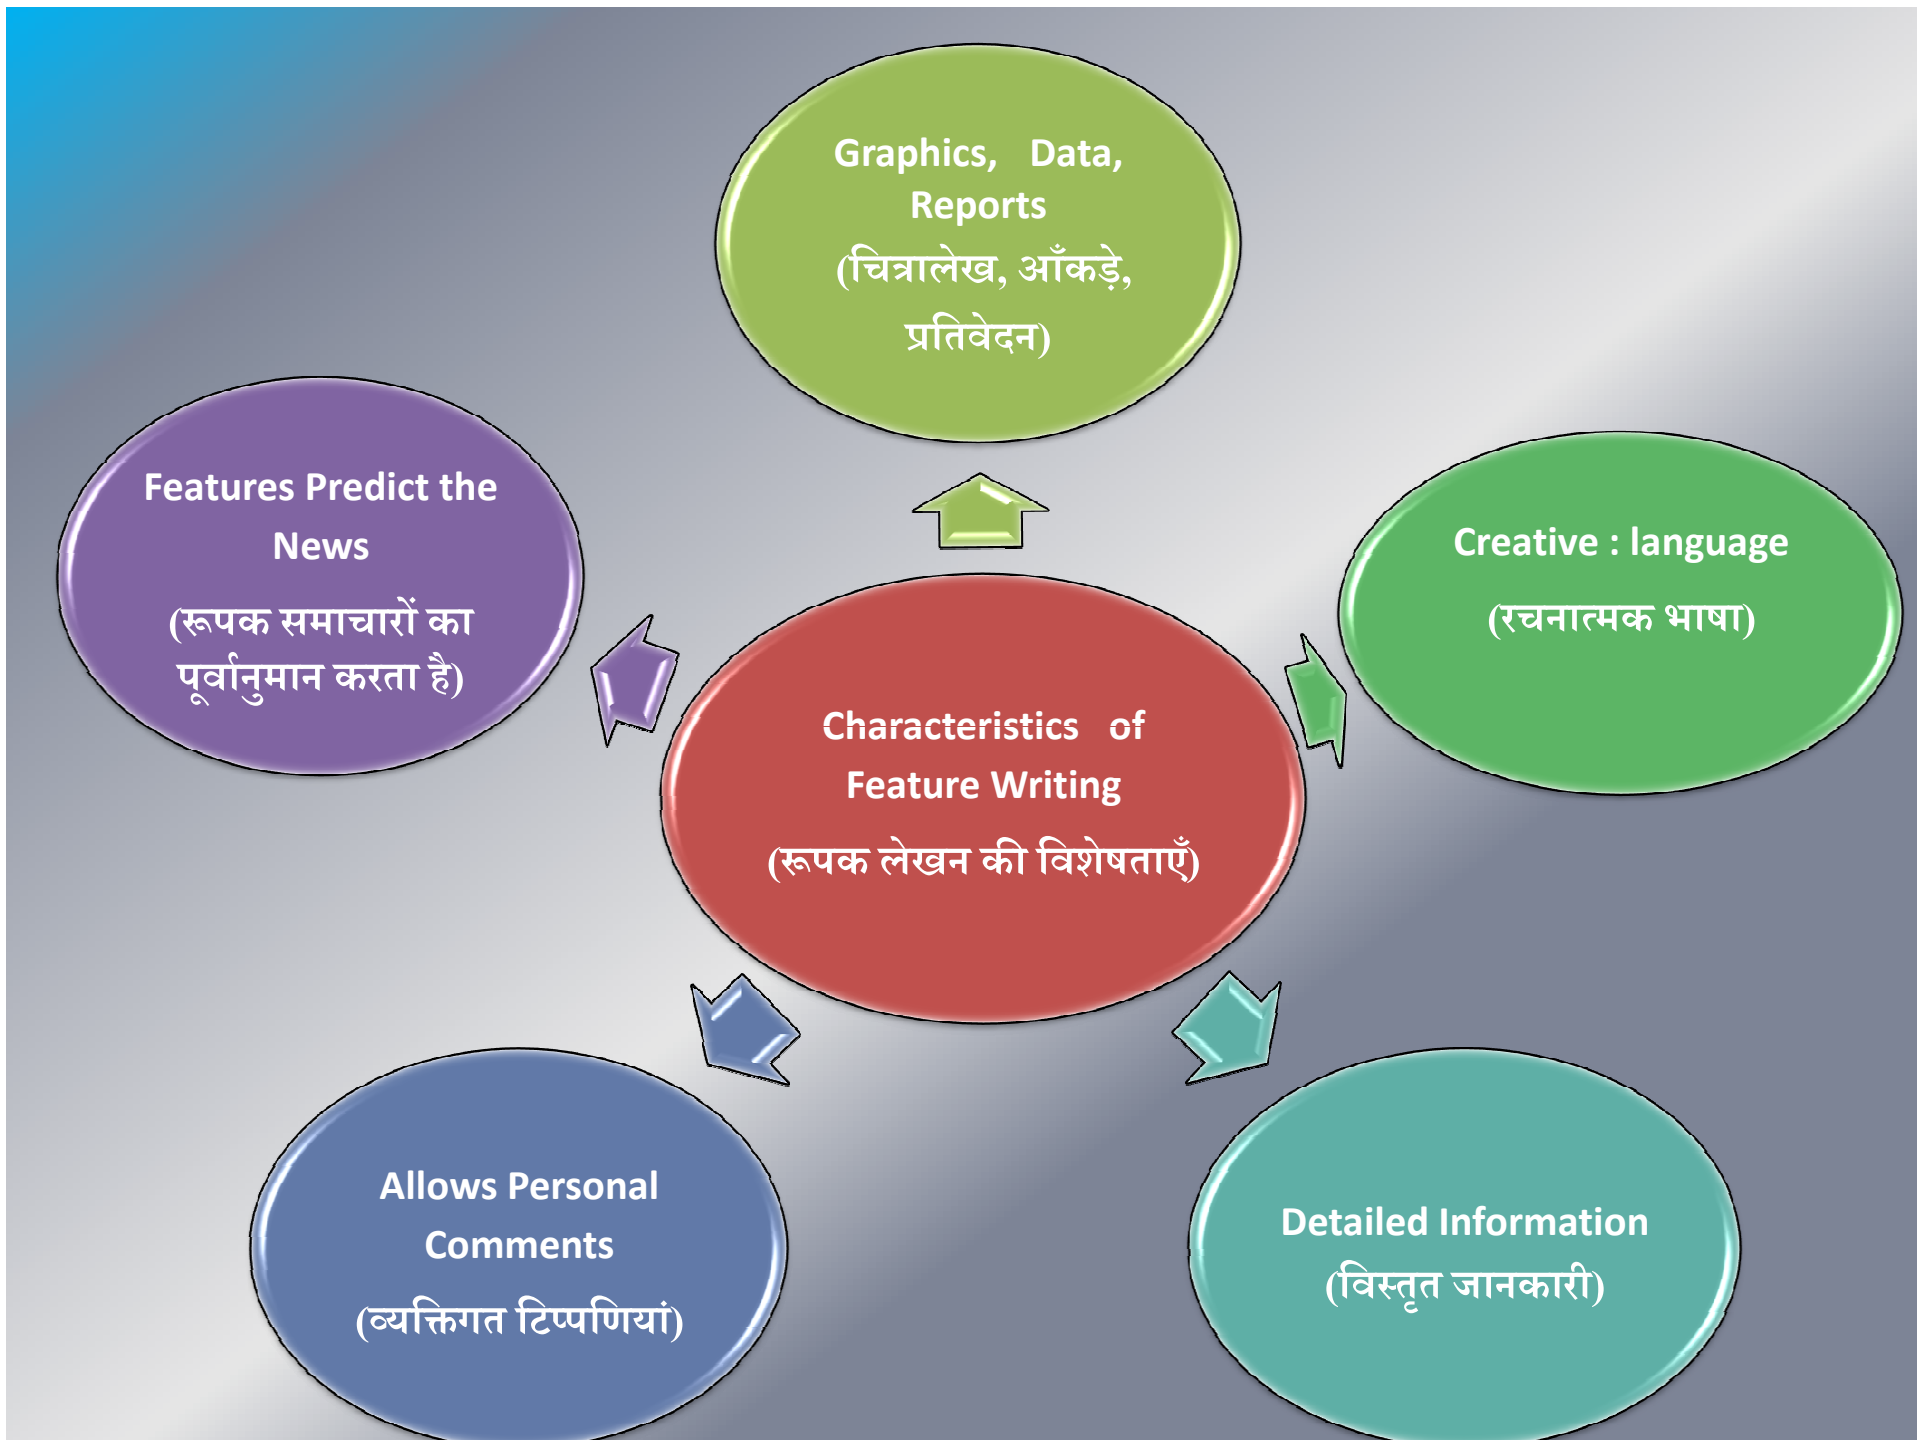 Graphics, Data,
Reports
(चित्रालेख, आँकड़े,
प्रतिवेदन)
Features Predict the
News
(रूपक समाचारों का
पूर्वानुमान करता है)
Creative : language
(रचनात्मक भाषा)
Characteristics of
Feature Writing
(रूपक लेखन की विशेषताएँ)
Allows Personal
Comments
(व्यक्तिगत टिप्पणियां)
Detailed Information
(विस्तृत जानकारी)